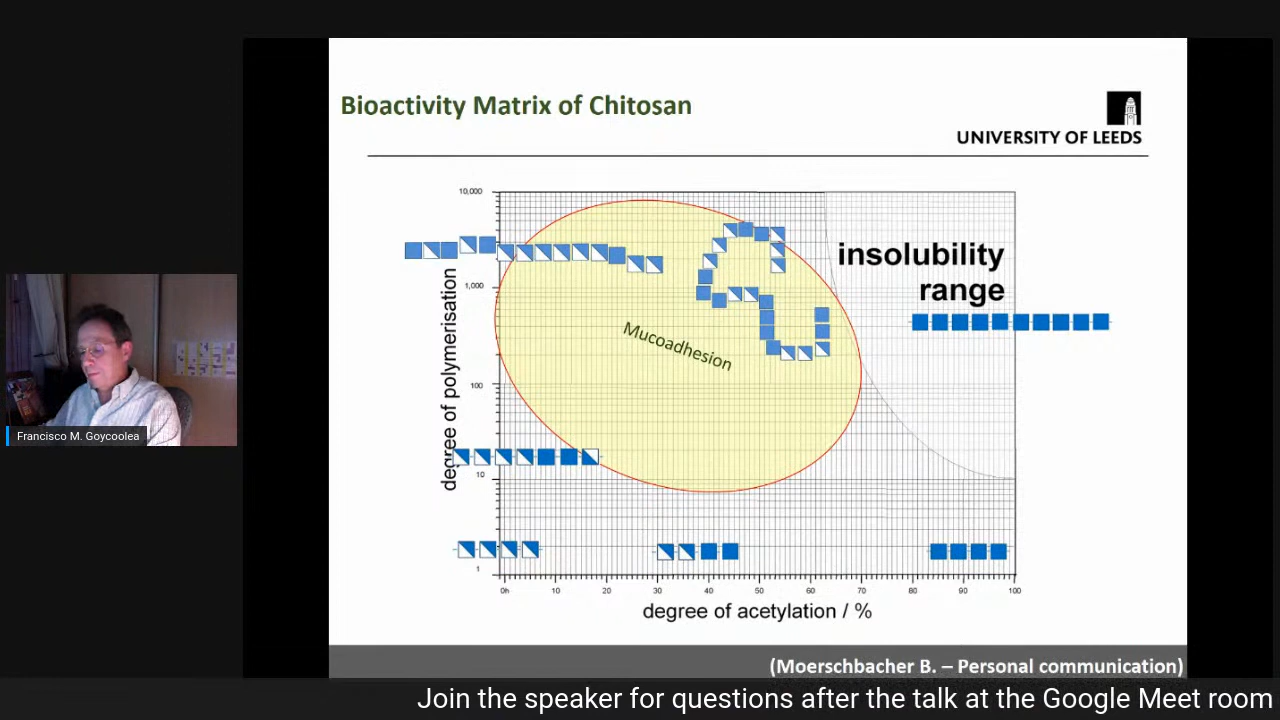 Bioactivity Matrix of Chitosan
UNIVERSITY OF LEEDS
10,000
1,000
100
10
1
degree of polymerisation
insolubility
range
Mucoadhesion
0h 10 20 30 40 50 60 70 80 90 100
degree of acetylation / %
Francisco M. Goycoolea
(Moerschbacher B. – Personal communication)
Join the speaker for questions after the talk at the Google Meet room